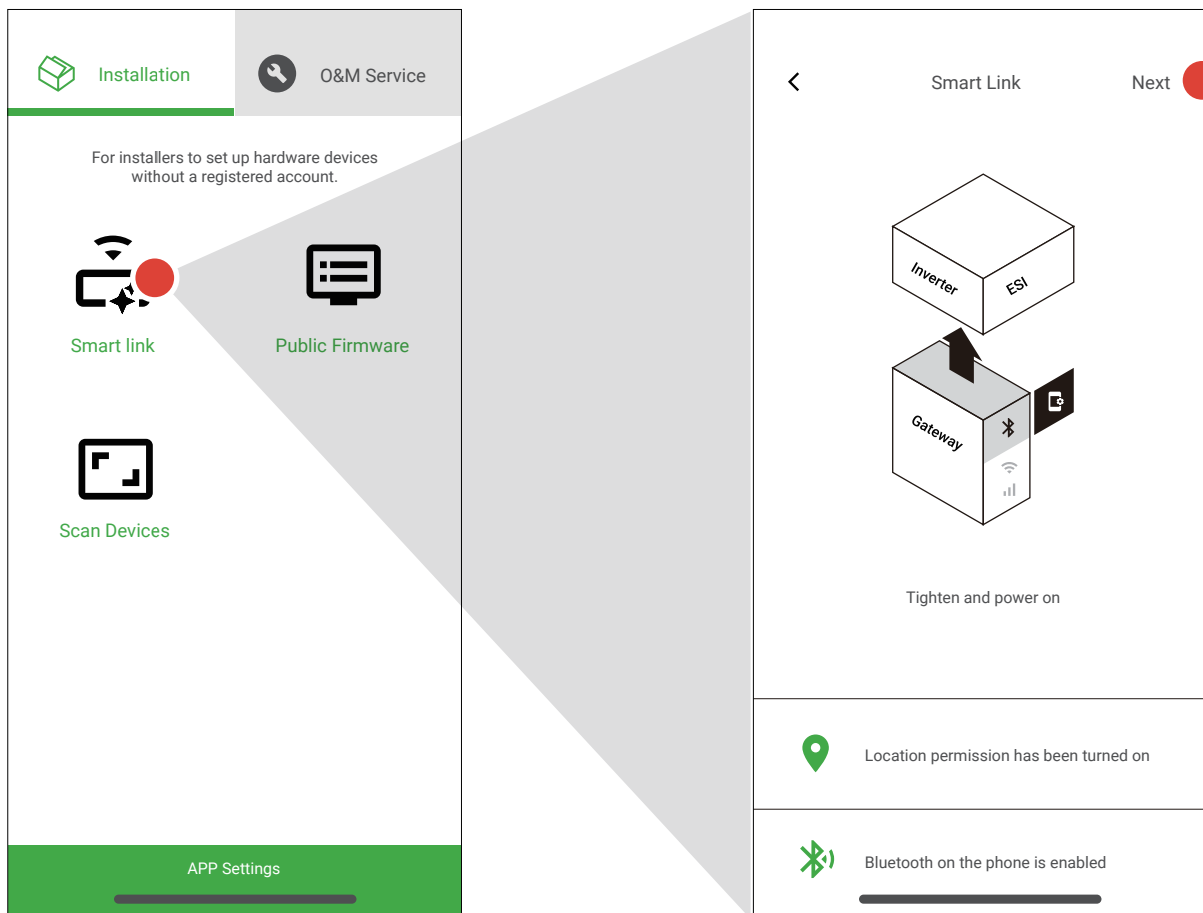 Installation
O&M Service
For installers to set up hardware devices
without a registered account.
Smart link
Public Firmware
Scan Devices
APP Settings
Smart Link
Next
Inverter
ESI
Gateway
Tighten and power on
Location permission has been turned on
Bluetooth on the phone is enabled